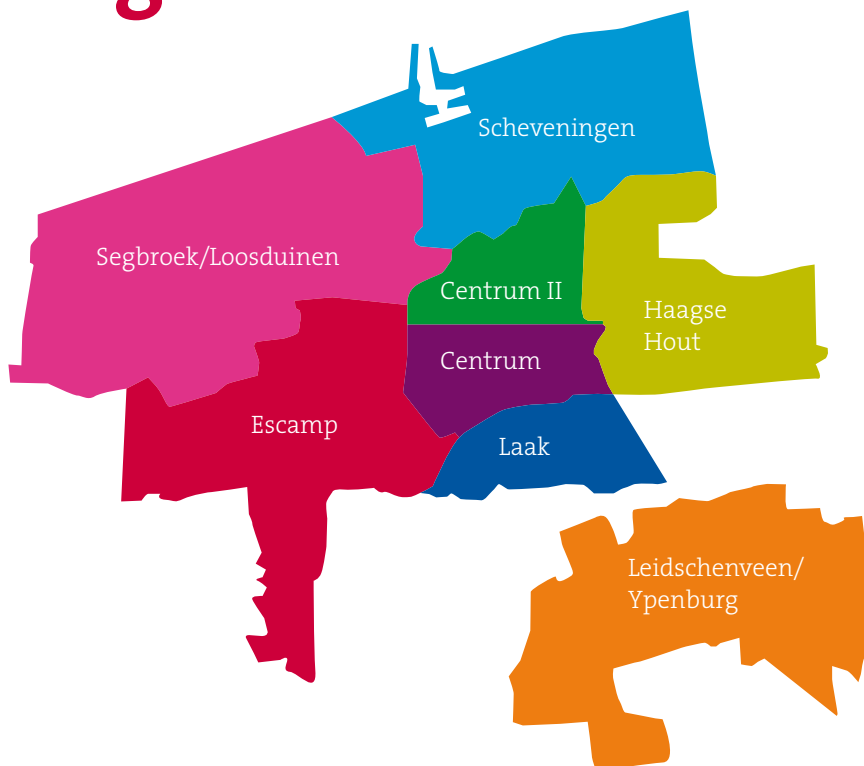 Scheveningen
Segbroek/Loosduinen
Centrum II
Haagse
Hout
Centrum
Escamp
Laak
Leidschenveen/
Ypenburg